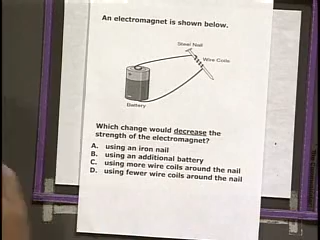 An electromagnet is shown below.
Steel Nail
Wire Coils
Battery
Which change would decrease the
strength of the electromagnet?
A. using an iron nail
B. using an additional battery
C. using more wire coils around the nail
D. using fewer wire coils around the nail